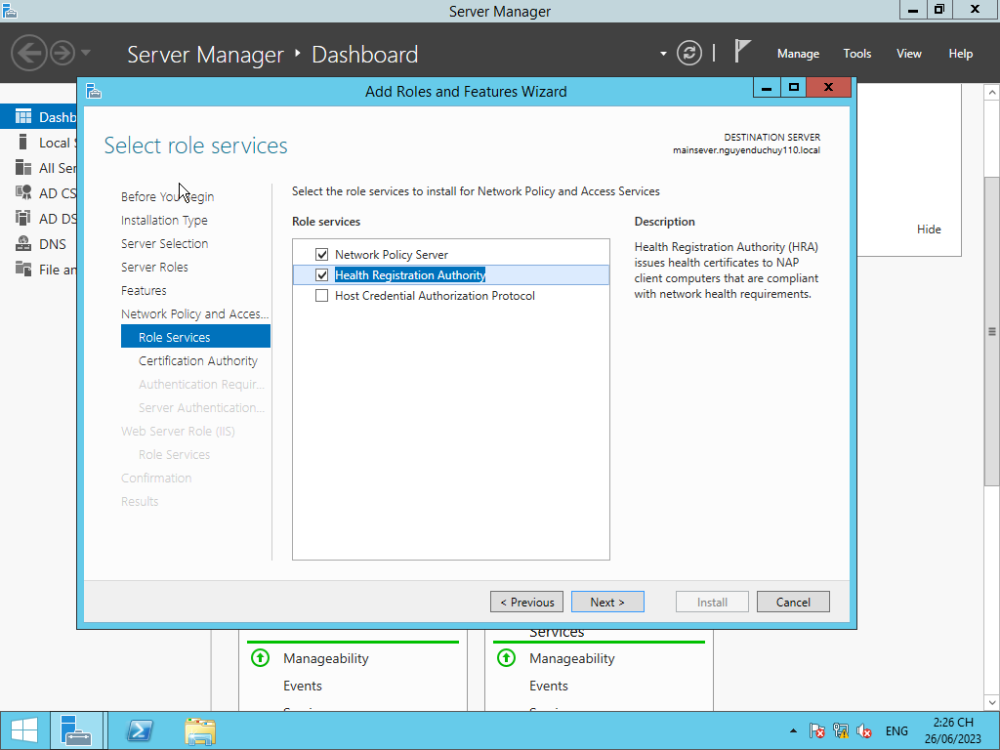 Server Manager
Server Manager ‣ Dashboard
Manage Tools View Help
Add Roles and Features Wizard
Dashb
Local S
All Ser
AD CS
AD DS
DNS
File an
Select role services
DESTINATION SERVER
mainsever.nguyenduchuy110.local
Before You Begin
Installation Type
Server Selection
Server Roles
Features
Network Policy and Acces...
Role Services
Certification Authority
Authentication Requir...
Server Authentication...
Web Server Role (IIS)
Role Services
Confirmation
Results
Select the role services to install for Network Policy and Access Services
Role services
Network Policy Server
Health Registration Authority
Host Credential Authorization Protocol
Description
Health Registration Authority (HRA)
issues health certificates to NAP
client computers that are compliant
with network health requirements.
Hide
< Previous
Next >
Install
Cancel
Services
Manageability
Events
Manageability
Events
ENG
2:26 CH
26/06/2023